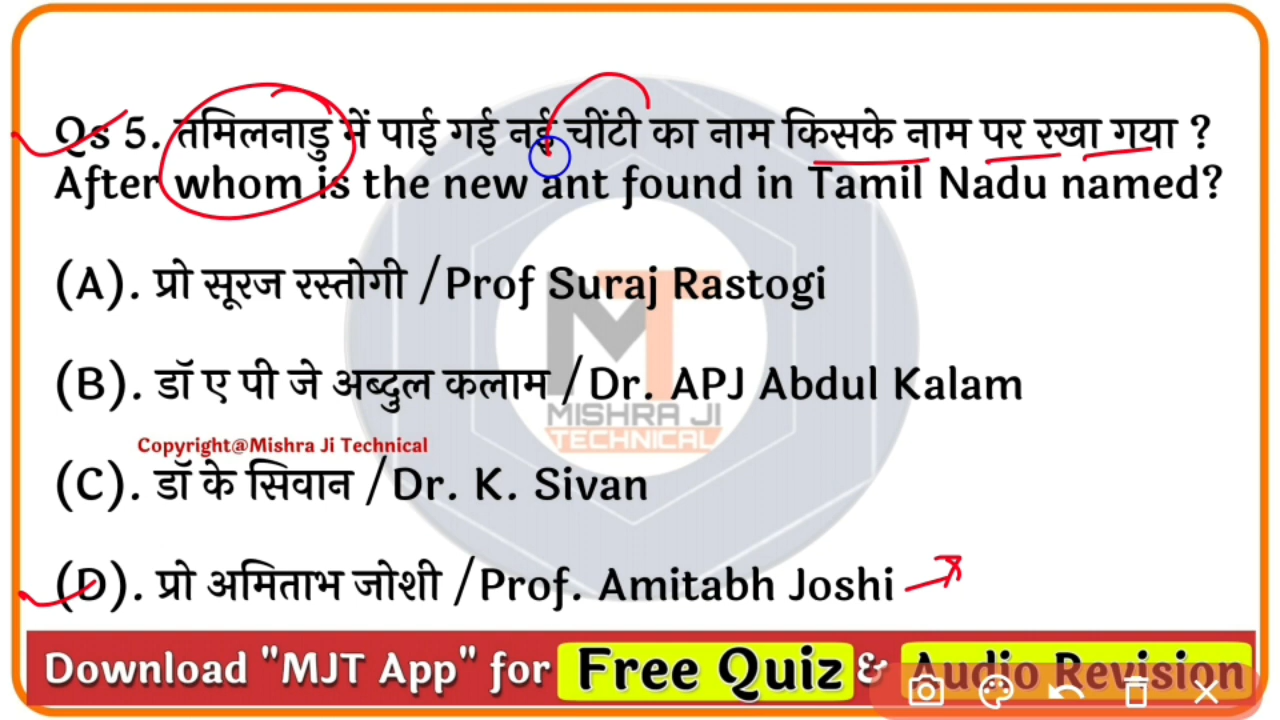 Qs 5. तमिलनाडु में पाई गई नई चींटी का नाम किसके नाम पर रखा गया ?
After whom is the new ant found in Tamil Nadu named?
(A). प्रो सूरज रस्तोगी /Prof Suraj Rastogi
(B). डॉ ए पी जे अब्दुल कलाम /Dr. APJ Abdul Kalam
MISHRA JI
TECHNICAL
Copyright@Mishra Ji Technical
(C). डॉ के सिवान /Dr. K. Sivan
(D). प्रो अमिताभ जोशी /Prof. Amitabh Joshi
Download "MJT App" for Free Quiz & Audio Revision